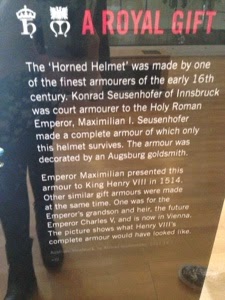 A ROYAL GIFT
The 'Horned Helmet' was made by one
of the finest armourers of the early 16th
century. Konrad Seusenhofer of Innsbruck
was court armourer to the Holy Roman
Emperor, Maximilian I. Seusenhofer
made a complete armour of which only
this helmet survives. The armour was
decorated by an Augsburg goldsmith.
Emperor Maximilian presented this
armour to King Henry VIII in 1514.
Other similar gift armours were made
at the same time. One was for the
Emperor's grandson and heir, the future
Emperor Charles V, and is now in Vienna.
The picture shows what Henry VIII's
complete armour would have looked like.